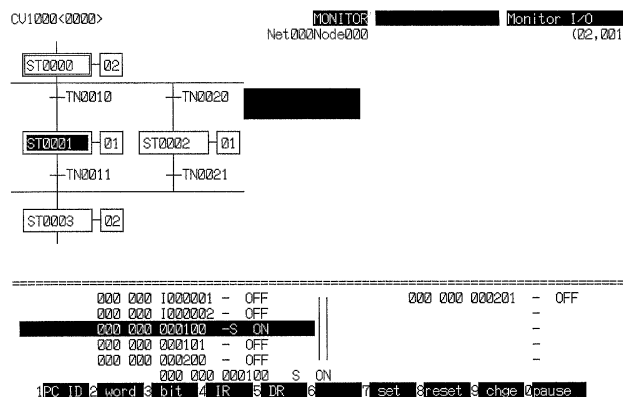 CV1000<0000> MONITOR Monitor I/O
Net000Node000 (02,001
ST0000 02
TN0010 TN0020
ST0001 01 ST0002 01
TN0011 TN0021
ST0003 02
000 000 I000001 - OFF 000 000 000201 - OFF
000 000 I000002 - OFF -
000 000 000100 -S ON -
000 000 000101 - OFF -
000 000 000200 - OFF -
000 000 000100 S ON
1PC ID 2 word 3 bit 4 IR 5 DR 6 7 set 8reset 9 chge 0pause